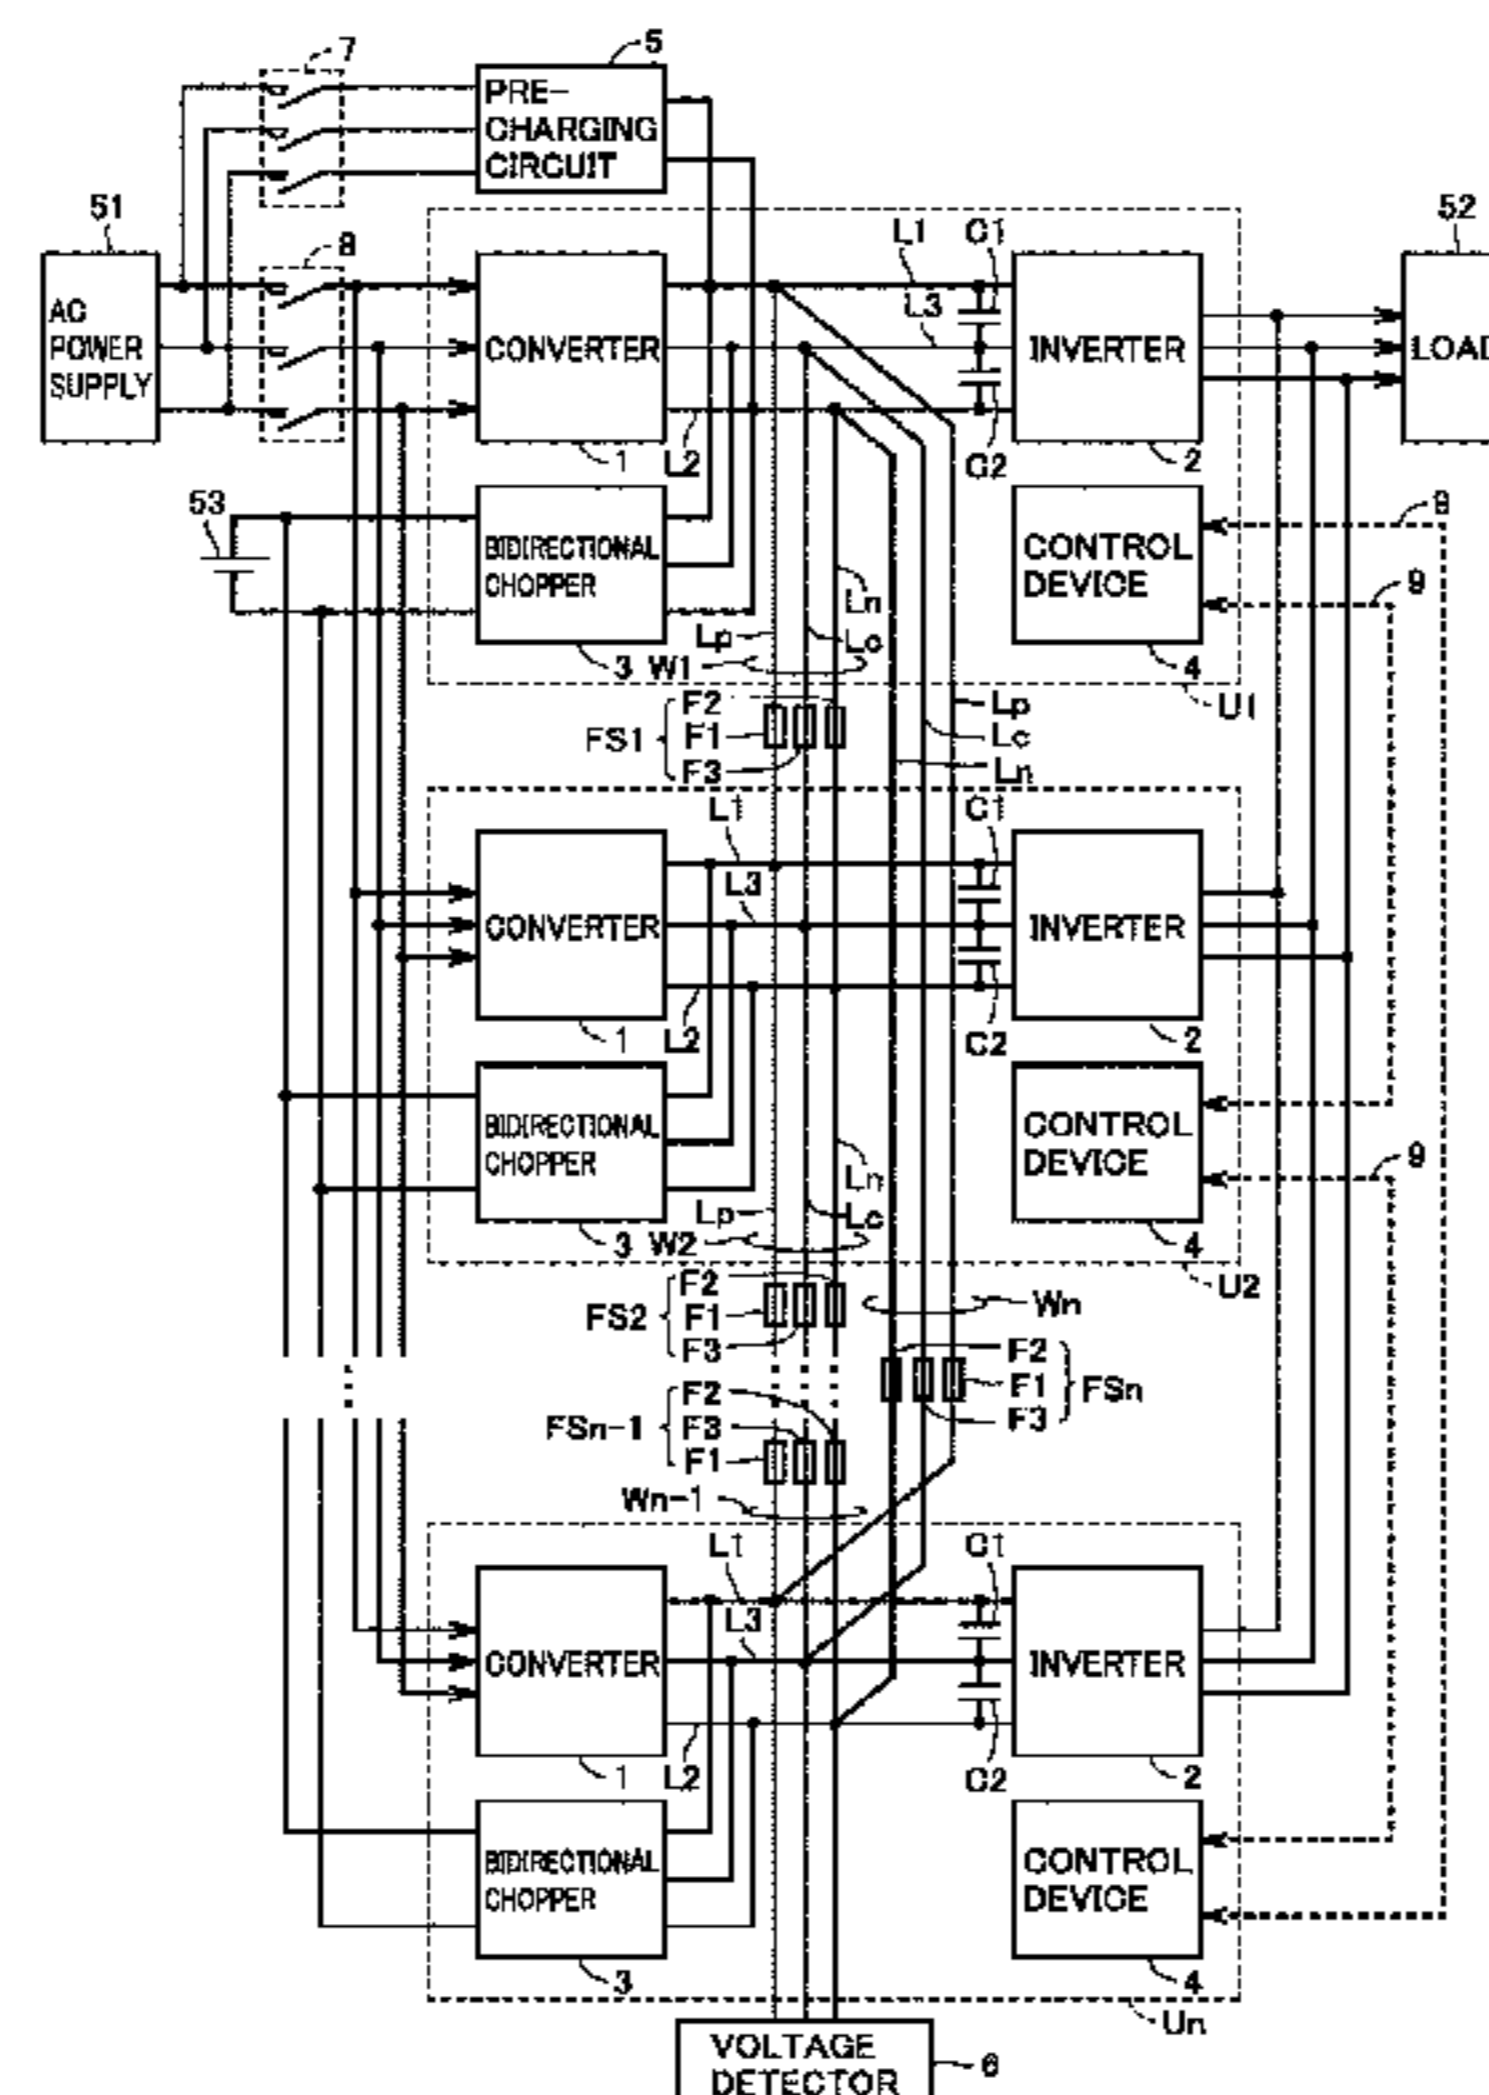 7
5
PRE-
CHARGING
CIRCUIT
51
8
L1
C1
52
AC
POWER
SUPPLY
CONVERTER
L3
INVERTER
LOAD
1
L2
C2
2
53
9
BIDIRECTIONAL
CHOPPER
CONTROL
DEVICE
Ln
9
Lp
Lc
3
W1
4
U1
FS1
F2
F1
F3
Lp
Lc
Ln
L1
C1
L3
CONVERTER
INVERTER
1
L2
C2
2
BIDIRECTIONAL
CHOPPER
CONTROL
DEVICE
9
Ln
Lp
Lc
3
W2
4
U2
FS2
F2
F1
F3
Wn
F2
F1
F3
FSn
FSn-1
F2
F3
F1
Wn-1
L1
C1
L3
CONVERTER
INVERTER
1
L2
C2
2
BIDIRECTIONAL
CHOPPER
CONTROL
DEVICE
3
4
Un
VOLTAGE
DETECTOR
6